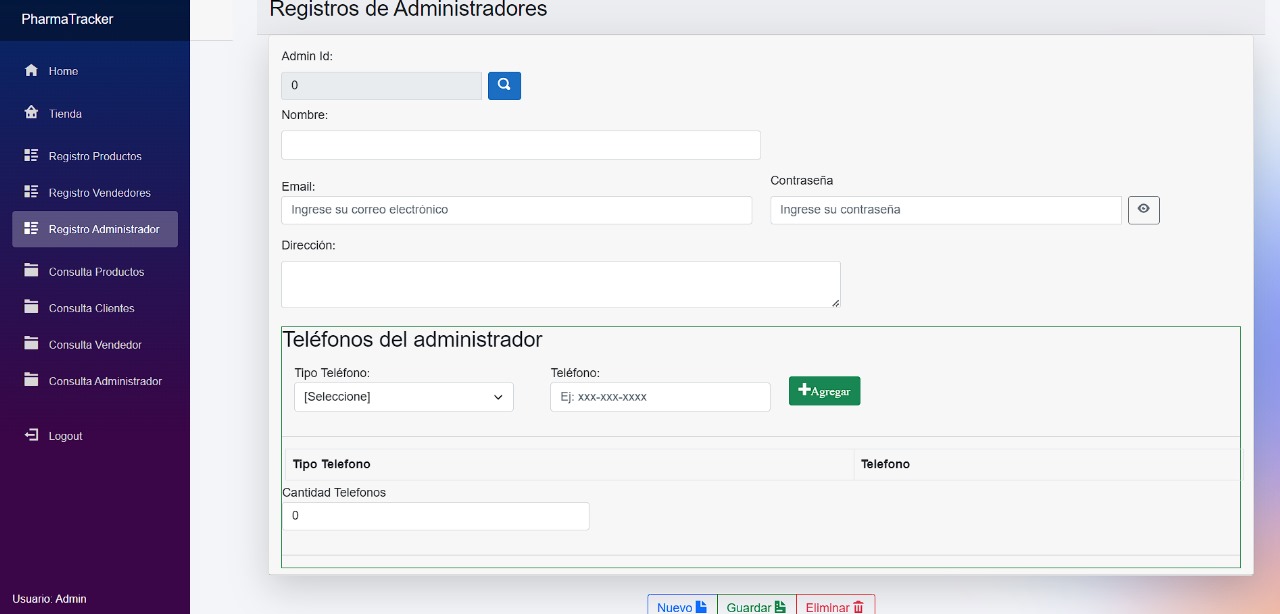 PharmaTracker
Home
Tienda
Registro Productos
Registro Vendedores
Registro Administrador
Consulta Productos
Consulta Clientes
Consulta Vendedor
Consulta Administrador
Logout
Usuario: Admin
Registros de Administradores
Admin Id:
0
Nombre:
Email:
Contraseña
Ingrese su correo electrónico
Ingrese su contraseña
Dirección:
Teléfonos del administrador
Tipo Teléfono:
Teléfono:
[Seleccione]
Ej: xxx-xxx-xxxx
Agregar
Tipo Telefono
Telefono
Cantidad Telefonos
0
Nuevo
Guardar
Eliminar